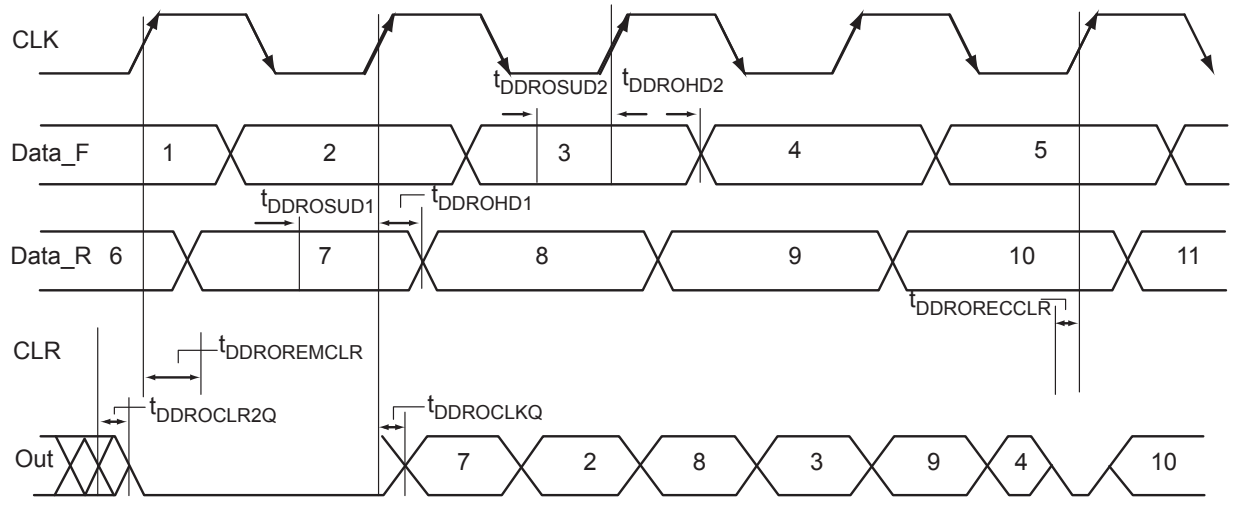 CLK
tDDROSUD2 tDDROHD2
Data_F 1 2 3 4 5
tDDROSUD1 tDDROHD1
Data_R 6 7 8 9 10 11
tDDRORECCLR
CLR
tDDROREMCLR
tDDROCLR2Q tDDROCLKQ
Out 7 2 8 3 9 4 10